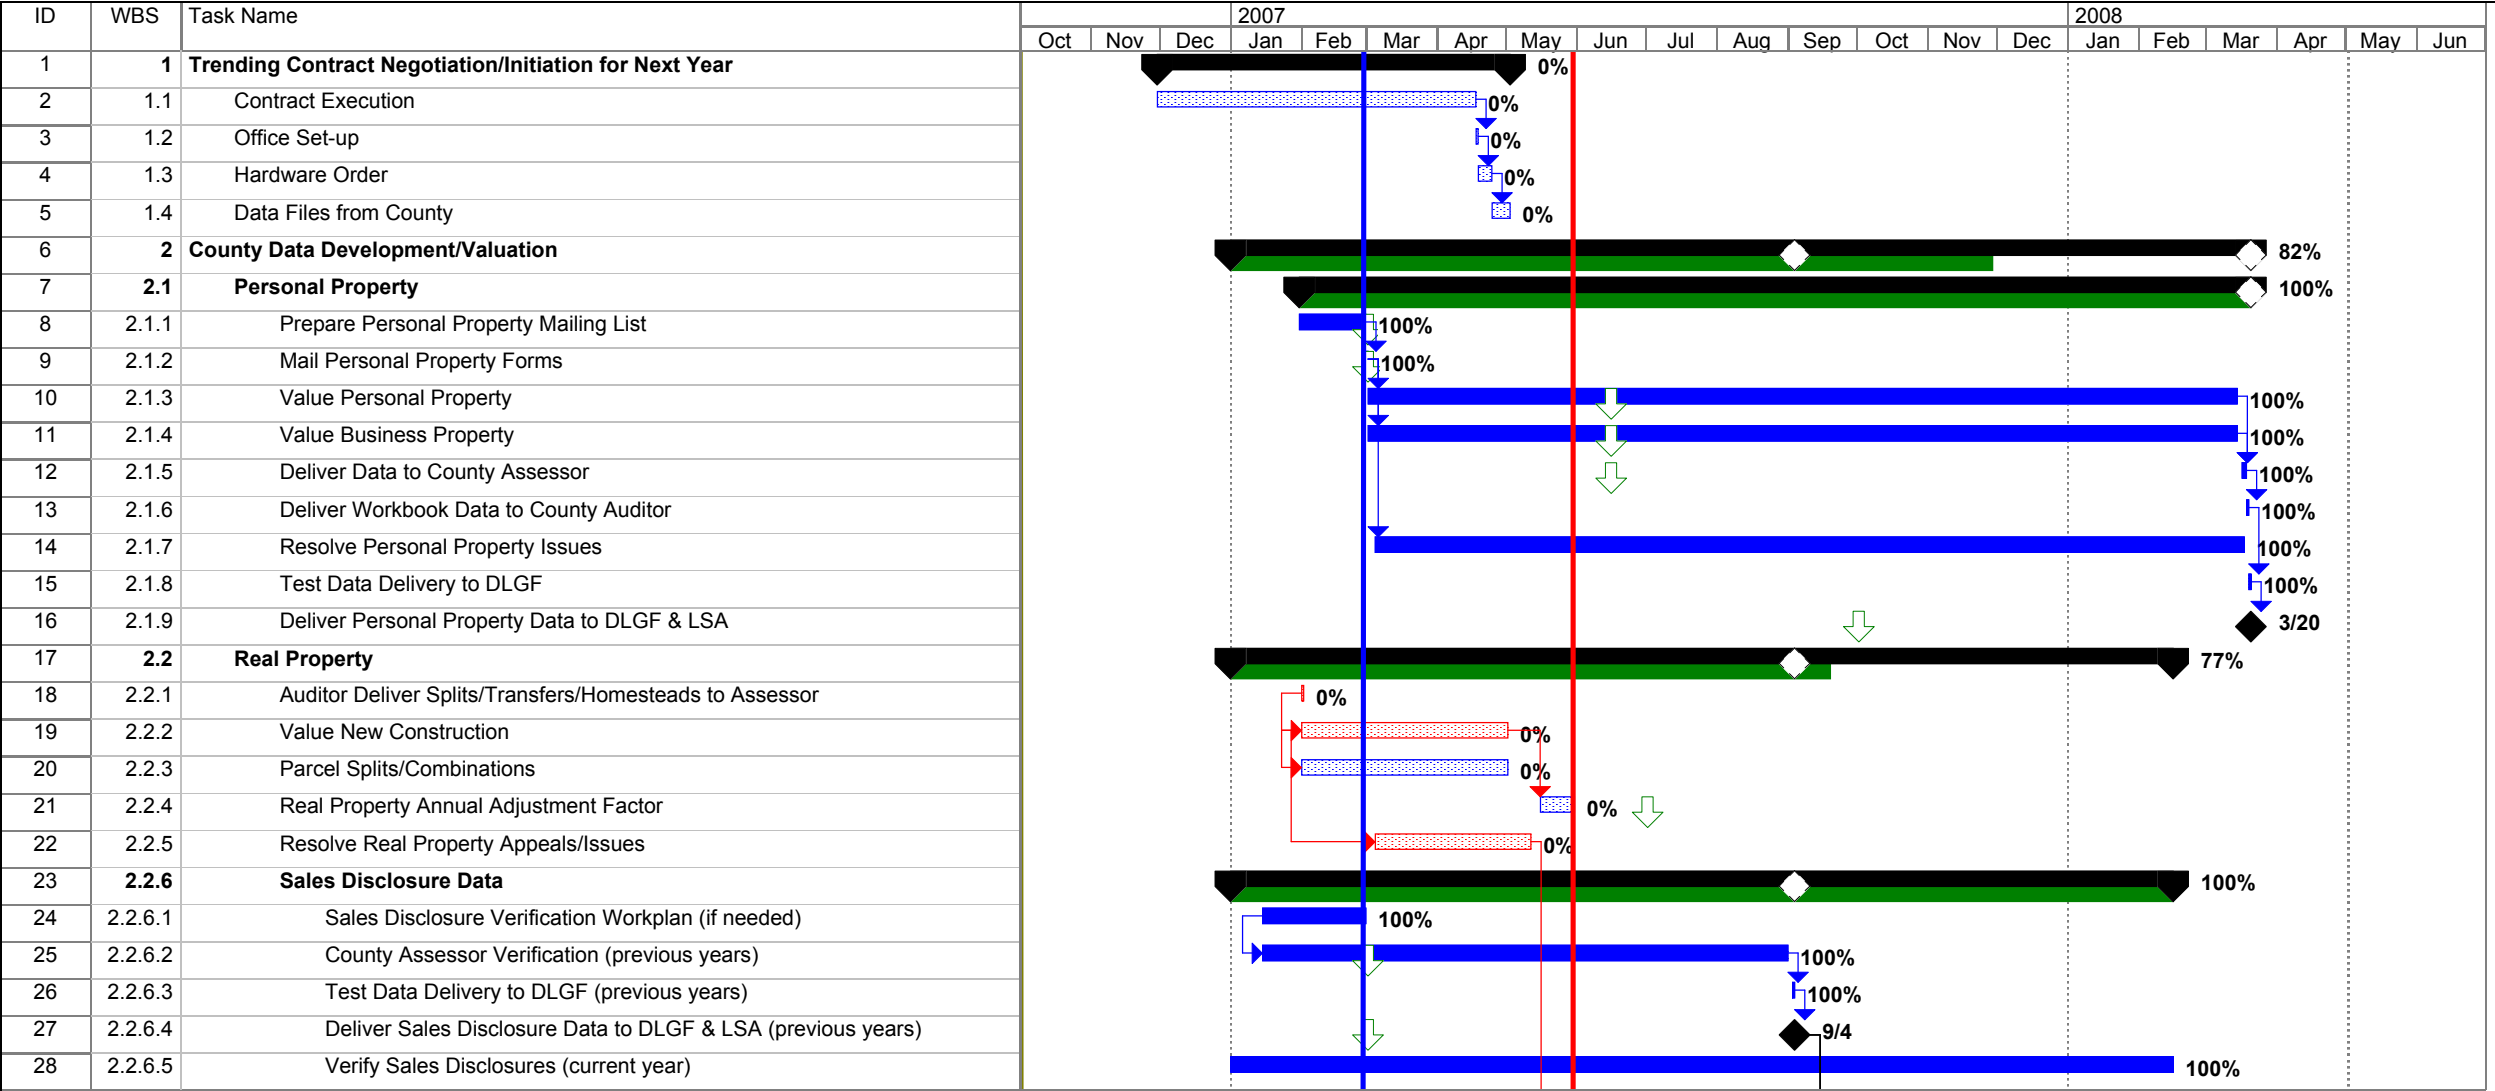 ID WBS Task Name 2007 2008
Oct Nov Dec Jan Feb Mar Apr May Jun Jul Aug Sep Oct Nov Dec Jan Feb Mar Apr May Jun
1 1 Trending Contract Negotiation/Initiation for Next Year 0%
2 1.1 Contract Execution 0%
3 1.2 Office Set-up 0%
4 1.3 Hardware Order 0%
5 1.4 Data Files from County 0%
6 2 County Data Development/Valuation 82%
7 2.1 Personal Property 100%
8 2.1.1 Prepare Personal Property Mailing List 100%
9 2.1.2 Mail Personal Property Forms 100%
10 2.1.3 Value Personal Property 100%
11 2.1.4 Value Business Property 100%
12 2.1.5 Deliver Data to County Assessor 100%
13 2.1.6 Deliver Workbook Data to County Auditor 100%
14 2.1.7 Resolve Personal Property Issues 100%
15 2.1.8 Test Data Delivery to DLGF 100%
16 2.1.9 Deliver Personal Property Data to DLGF & LSA 3/20
17 2.2 Real Property 77%
18 2.2.1 Auditor Deliver Splits/Transfers/Homesteads to Assessor 0%
19 2.2.2 Value New Construction 0%
20 2.2.3 Parcel Splits/Combinations 0%
21 2.2.4 Real Property Annual Adjustment Factor 0%
22 2.2.5 Resolve Real Property Appeals/Issues 0%
23 2.2.6 Sales Disclosure Data 100%
24 2.2.6.1 Sales Disclosure Verification Workplan (if needed) 100%
25 2.2.6.2 County Assessor Verification (previous years) 100%
26 2.2.6.3 Test Data Delivery to DLGF (previous years) 100%
27 2.2.6.4 Deliver Sales Disclosure Data to DLGF & LSA (previous years) 9/4
28 2.2.6.5 Verify Sales Disclosures (current year) 100%